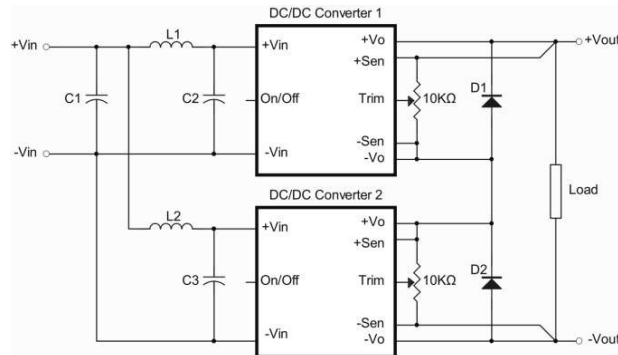 DC/DC Converter 1
+Vin
L1
+Vin
+Vo
+Vout
+Sen
C1
C2
On/Off
Trim
10KΩ
D1
-Sen
-Vin
-Vin
-Vo
Load
DC/DC Converter 2
L2
+Vin
+Vo
+Sen
C3
On/Off
Trim
10KΩ
D2
-Sen
-Vin
-Vo
-Vout